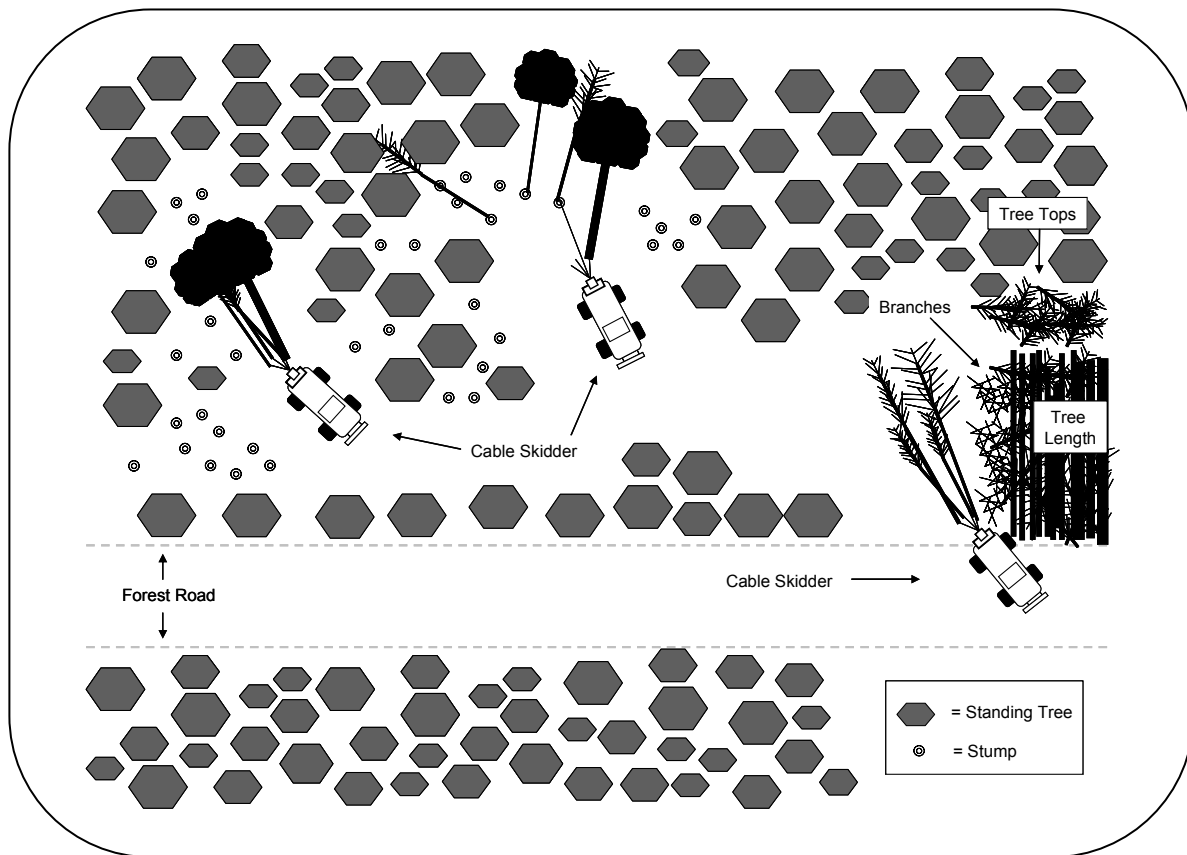 Tree Tops
Branches
Tree
Length
Cable Skidder
Cable Skidder
Forest Road
= Standing Tree
= Stump